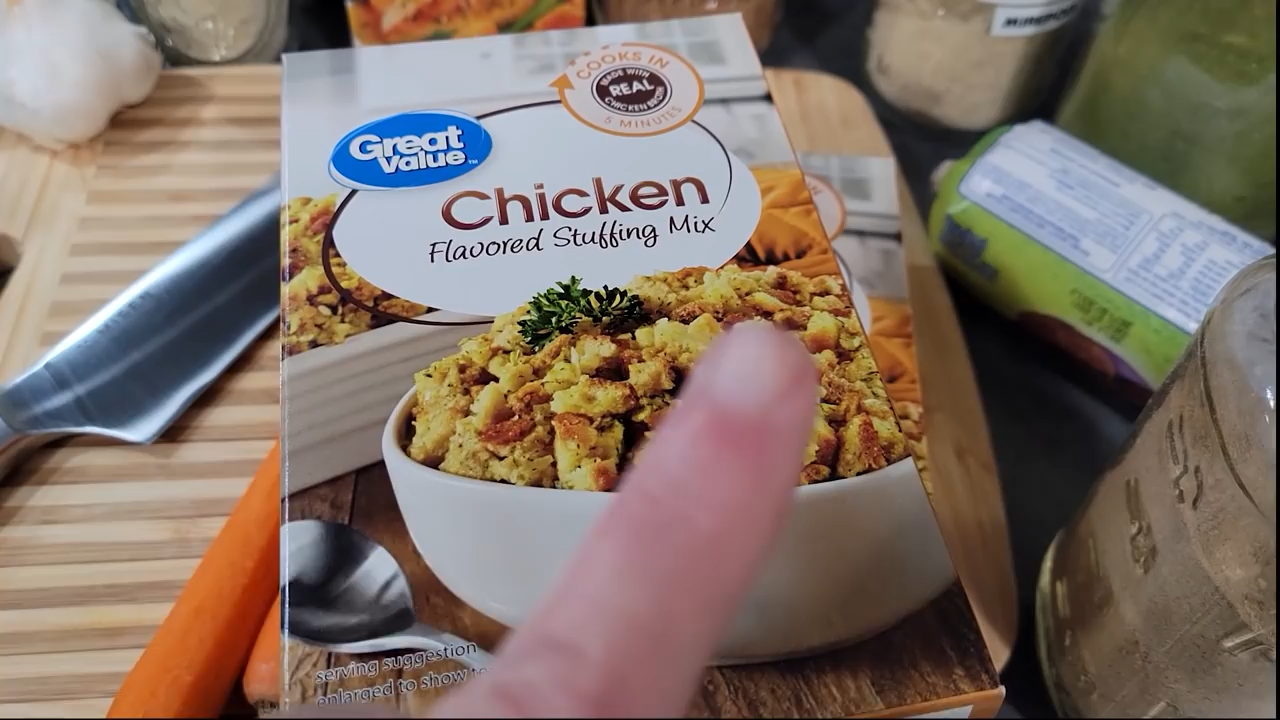 COOKS IN
MADE WITH
REAL
CHICKEN BROTH
5 MINUTES
Great
Value™
Chicken
Flavored Stuffing Mix
serving suggestion
enlarged to show